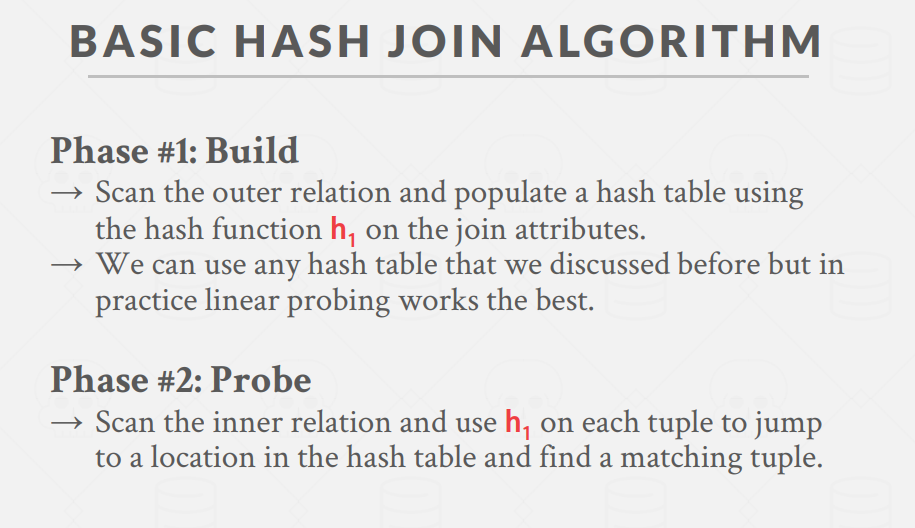 BASIC HASH JOIN ALGORITHM
Phase #1: Build
→ Scan the outer relation and populate a hash table using
the hash function h₁ on the join attributes.
→ We can use any hash table that we discussed before but in
practice linear probing works the best.
Phase #2: Probe
→ Scan the inner relation and use h₁ on each tuple to jump
to a location in the hash table and find a matching tuple.